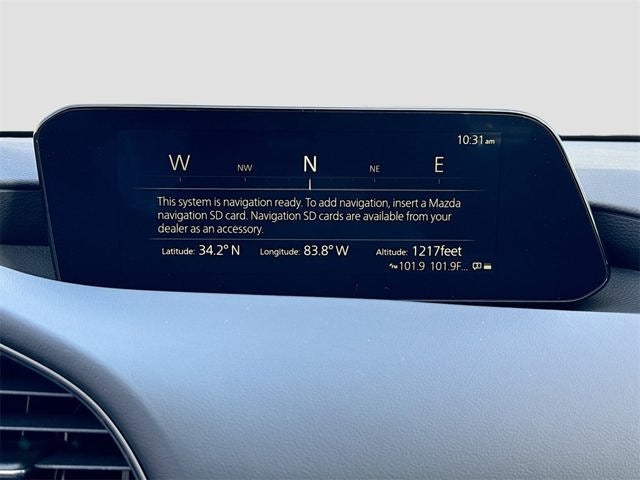 10:31 am
W NW N NE E
This system is navigation ready. To add navigation, insert a Mazda
navigation SD card. Navigation SD cards are available from your
dealer as an accessory.
Latitude: 34.2° N Longitude: 83.8° W Altitude: 1217feet
101.9 101.9F...